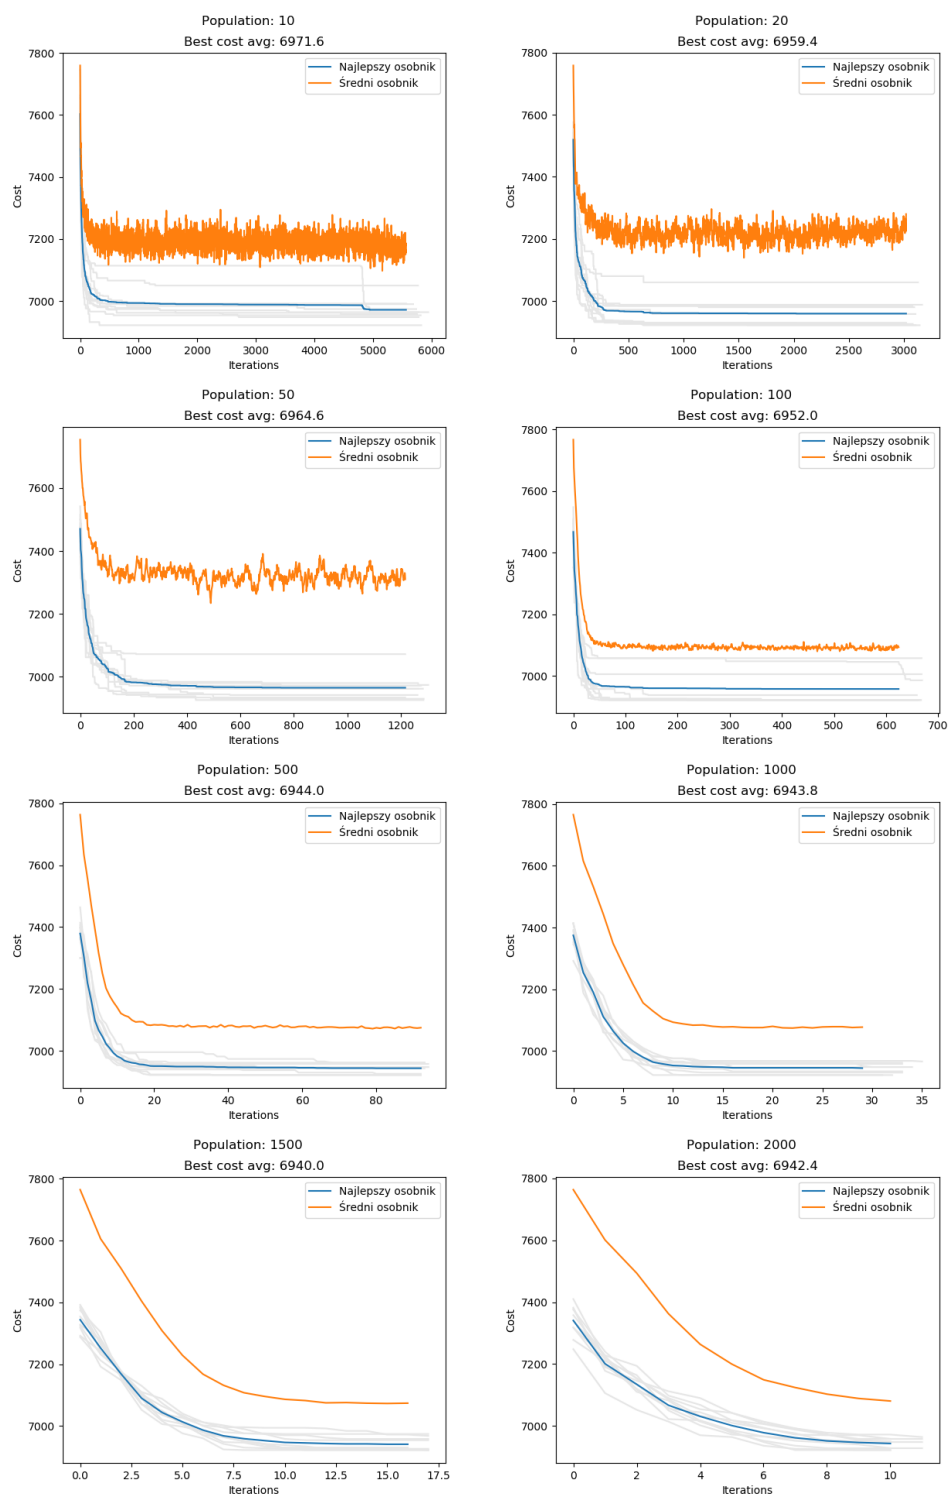 Population: 10
Best cost avg: 6971.6
7800
7600
7400
7200
7000
Cost
Najlepszy osobnik
Średni osobnik
0 1000 2000 3000 4000 5000 6000
Iterations
Population: 20
Best cost avg: 6959.4
7800
7600
7400
7200
7000
Cost
Najlepszy osobnik
Średni osobnik
0 500 1000 1500 2000 2500 3000
Iterations
Population: 50
Best cost avg: 6964.6
7600
7400
7200
7000
Cost
Najlepszy osobnik
Średni osobnik
0 200 400 600 800 1000 1200
Iterations
Population: 100
Best cost avg: 6952.0
7800
7600
7400
7200
7000
Cost
Najlepszy osobnik
Średni osobnik
0 100 200 300 400 500 600 700
Iterations
Population: 500
Best cost avg: 6944.0
7800
7600
7400
7200
7000
Cost
Najlepszy osobnik
Średni osobnik
0 20 40 60 80
Iterations
Population: 1000
Best cost avg: 6943.8
7800
7600
7400
7200
7000
Cost
Najlepszy osobnik
Średni osobnik
0 5 10 15 20 25 30 35
Iterations
Population: 1500
Best cost avg: 6940.0
7800
7600
7400
7200
7000
Cost
Najlepszy osobnik
Średni osobnik
0.0 2.5 5.0 7.5 10.0 12.5 15.0 17.5
Iterations
Population: 2000
Best cost avg: 6942.4
7800
7600
7400
7200
7000
Cost
Najlepszy osobnik
Średni osobnik
0 2 4 6 8 10
Iterations